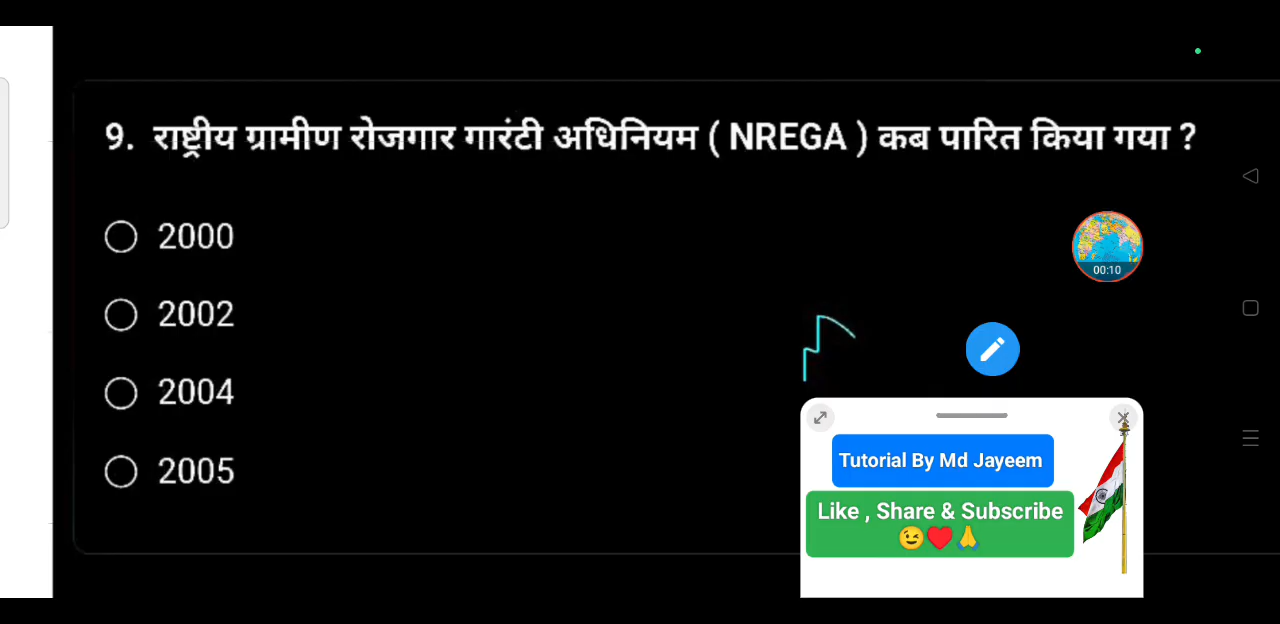 9. राष्ट्रीय ग्रामीण रोजगार गारंटी अधिनियम ( NREGA ) कब पारित किया गया ?
2000
2002
2004
2005
00:10
Tutorial By Md Jayeem
Like , Share & Subscribe
😉❤️🙏